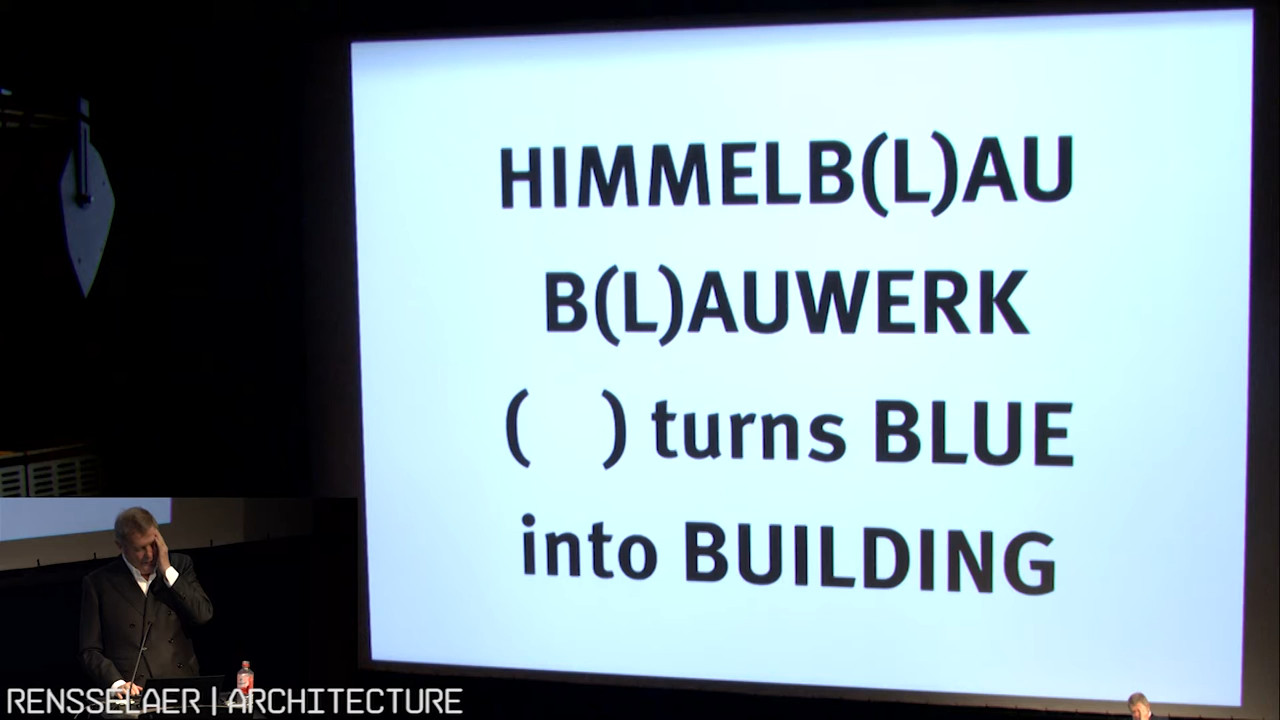 HIMMELB(L)AU
B(L)AUWERK
( ) turns BLUE
into BUILDING
RENSSELAER | ARCHITECTURE